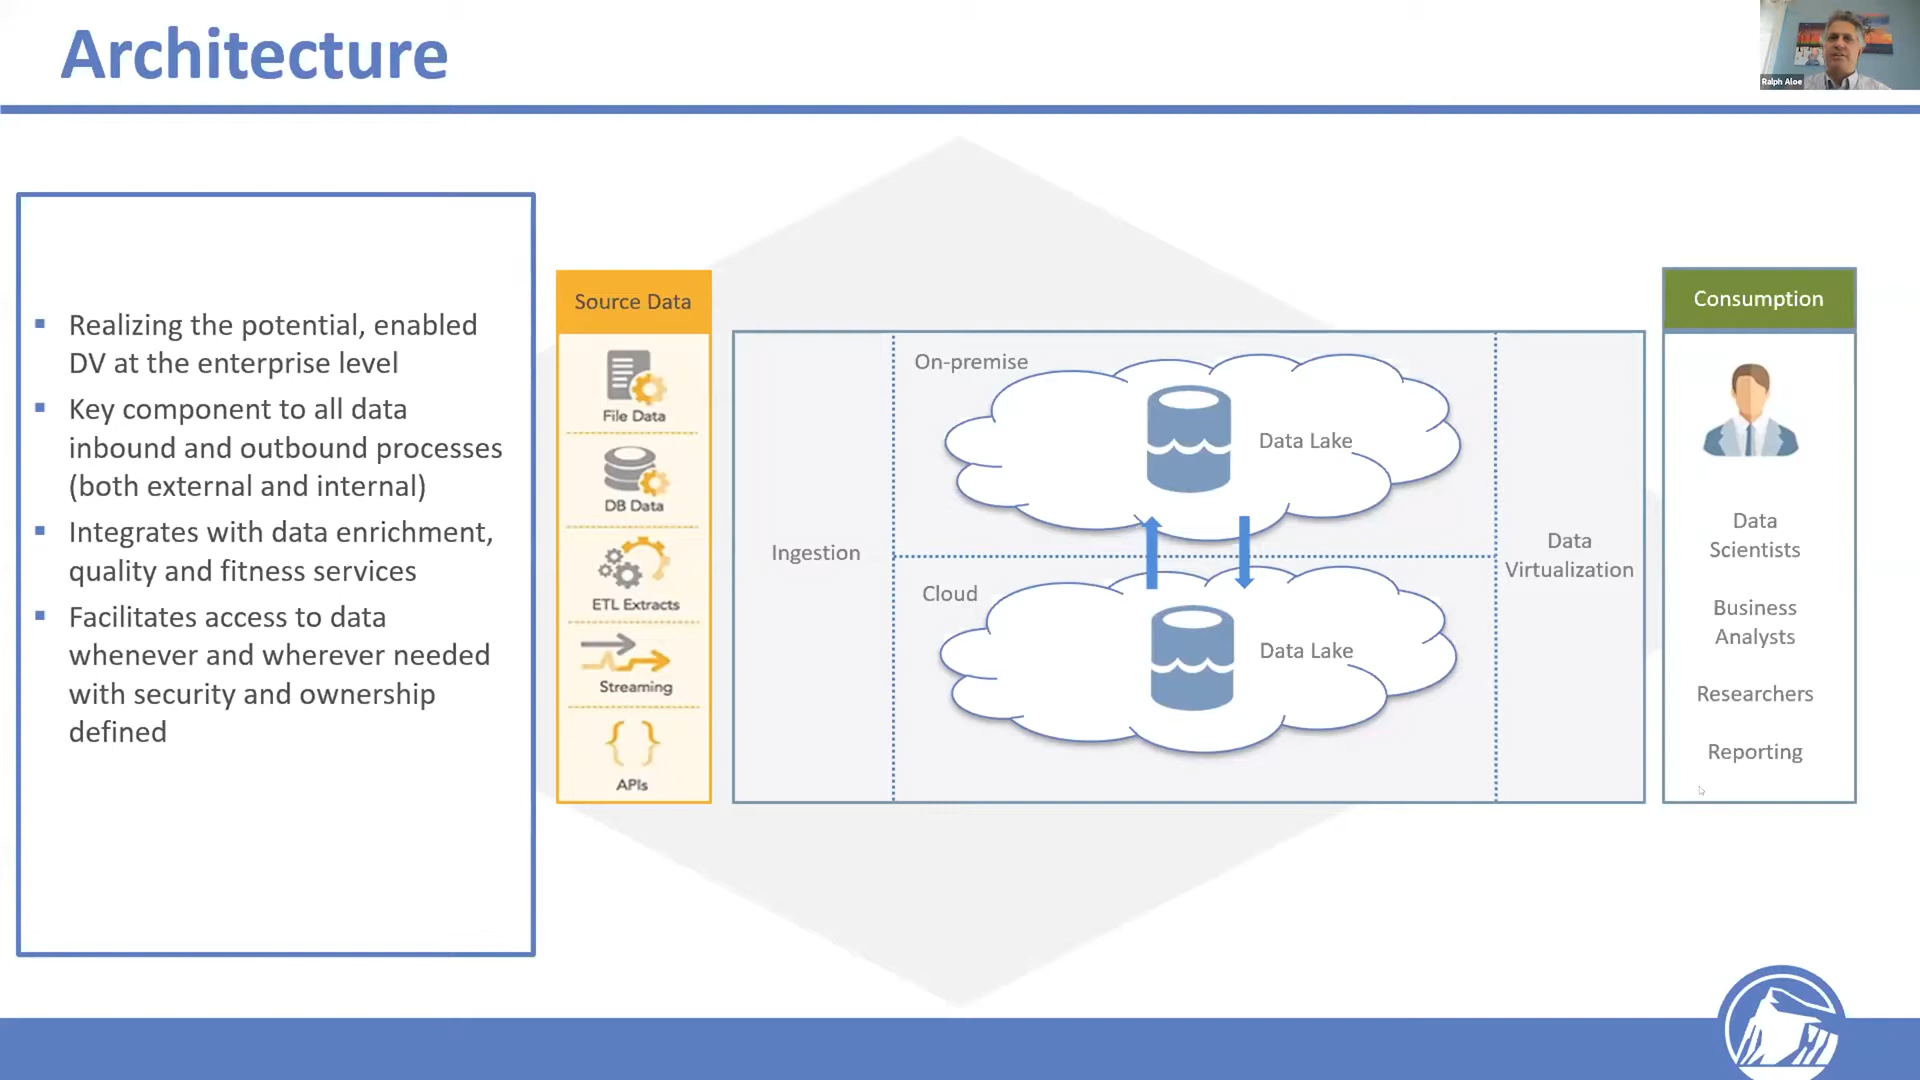 Architecture
Ralph Aloe
▪ Realizing the potential, enabled
DV at the enterprise level
▪ Key component to all data
inbound and outbound processes
(both external and internal)
▪ Integrates with data enrichment,
quality and fitness services
▪ Facilitates access to data
whenever and wherever needed
with security and ownership
defined
Source Data
File Data
DB Data
ETL Extracts
Streaming
{ }
APIs
Ingestion
On-premise
Data Lake
Cloud
Data Lake
Data
Virtualization
Consumption
Data
Scientists
Business
Analysts
Researchers
Reporting